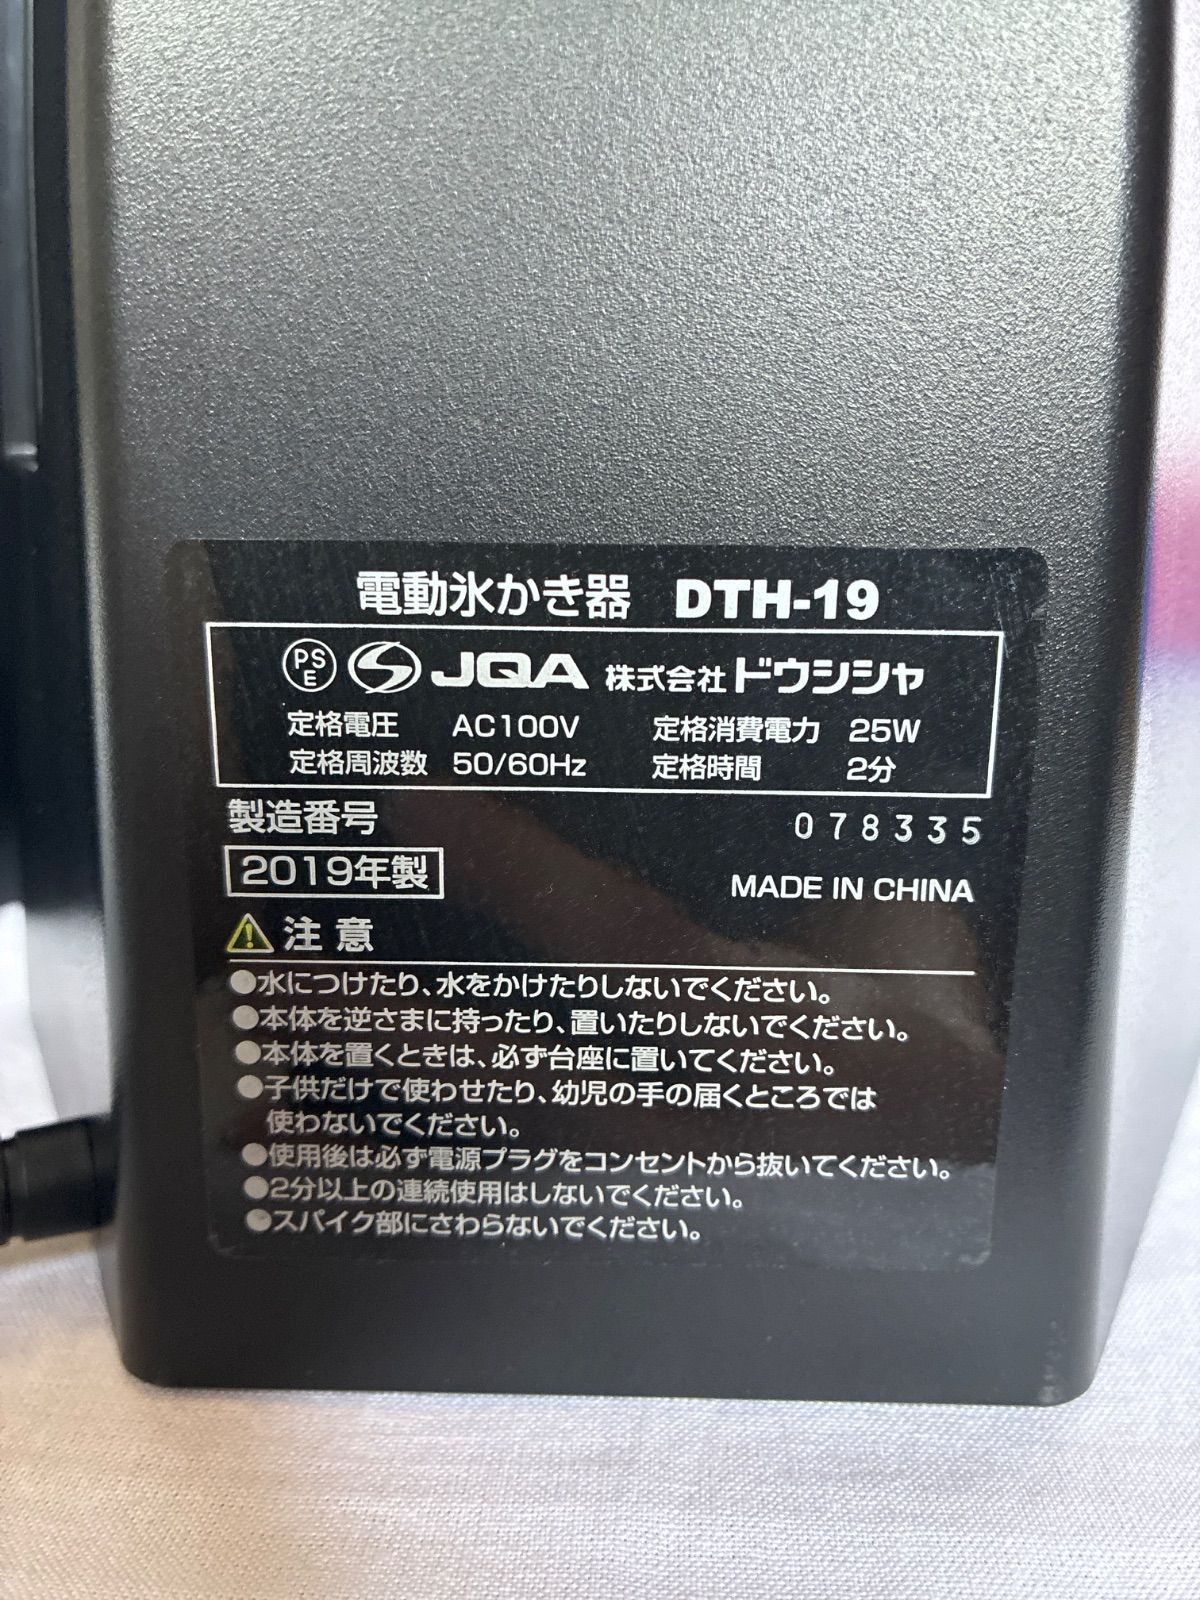 電動氷かき器 DTH-19
PSE JQA 株式会社ドウシシャ
定格電圧 AC100V 定格消費電力 25W
定格周波数 50/60Hz 定格時間 2分
製造番号 078335
2019年製 MADE IN CHINA
注意
●水につけたり、水をかけたりしないでください。
●本体を逆さまに持ったり、置いたりしないでください。
●本体を置くときは、必ず台座に置いてください。
●子供だけで使わせたり、幼児の手の届くところでは
使わないでください。
●使用後は必ず電源プラグをコンセントから抜いてください。
●2分以上の連続使用はしないでください。
●スパイク部にさわらないでください。